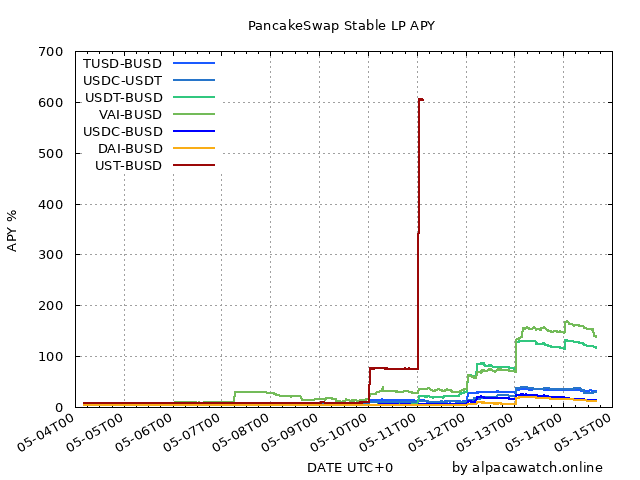 PancakeSwap Stable LP APY
APY %
700
600
500
400
300
200
100
0
TUSD-BUSD
USDC-USDT
USDT-BUSD
VAI-BUSD
USDC-BUSD
DAI-BUSD
UST-BUSD
05-04T00
05-05T00
05-06T00
05-07T00
05-08T00
05-09T00
05-10T00
05-11T00
05-12T00
05-13T00
05-14T00
05-15T00
DATE UTC+0
by alpacawatch.online